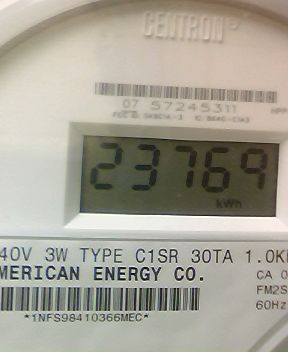 CENTRON®
07 57245311
23769
kWh
40V 3W TYPE C1SR 30TA 1.0K
MERICAN ENERGY CO.
CA 0
FM2S
60Hz
*1NFS98410366MEC*